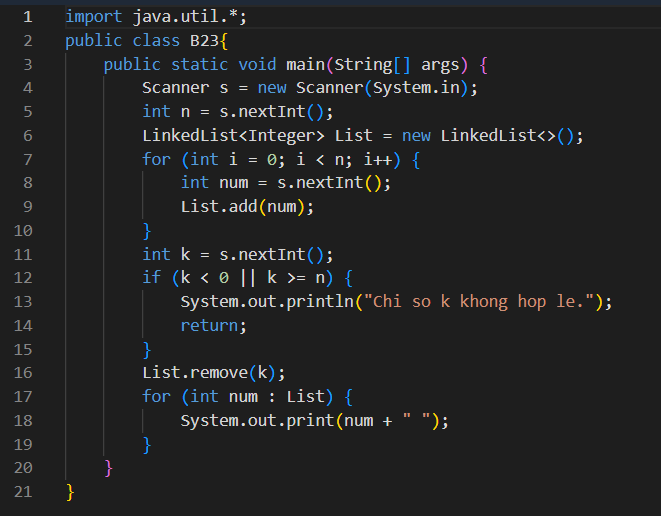 1 import java.util.*;
2 public class B23{
3     public static void main(String[] args) {
4         Scanner s = new Scanner(System.in);
5         int n = s.nextInt();
6         LinkedList<Integer> List = new LinkedList<>();
7         for (int i = 0; i < n; i++) {
8             int num = s.nextInt();
9             List.add(num);
10         }
11         int k = s.nextInt();
12         if (k < 0 || k >= n) {
13             System.out.println("Chi so k khong hop le.");
14             return;
15         }
16         List.remove(k);
17         for (int num : List) {
18             System.out.print(num + " ");
19         }
20     }
21 }